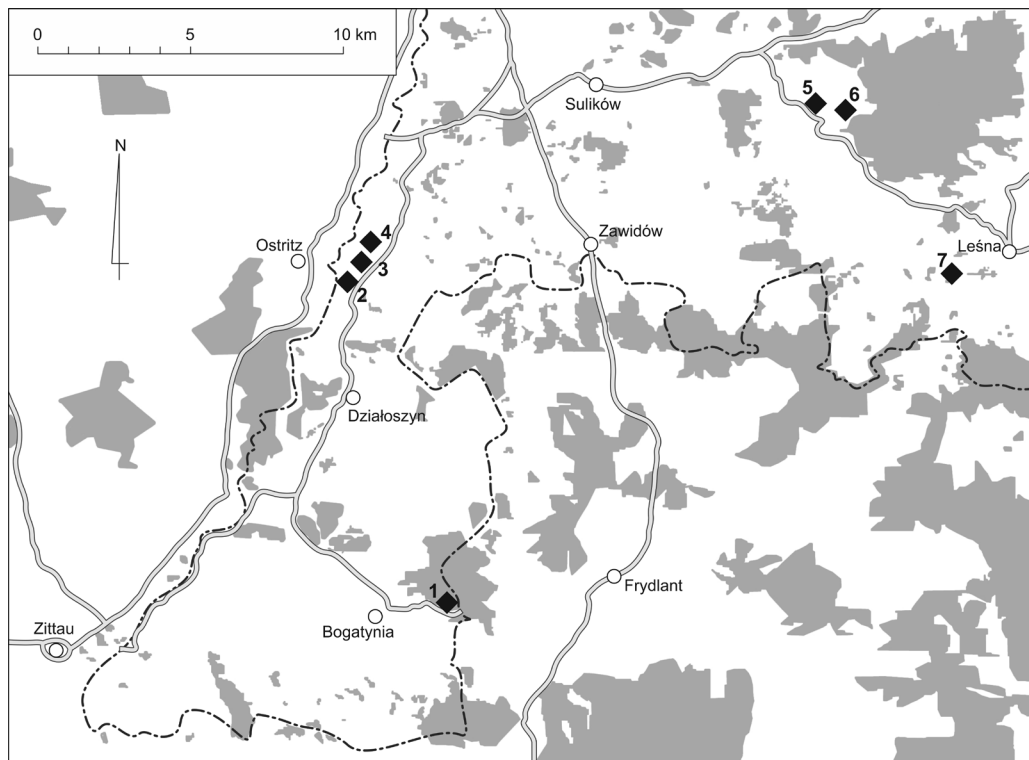 0 5 10 km
N
Sulików
5
6
Ostritz
4
3
2
Zawidów
Leśna
7
Działoszyn
Frydlant
1
Bogatynia
Zittau